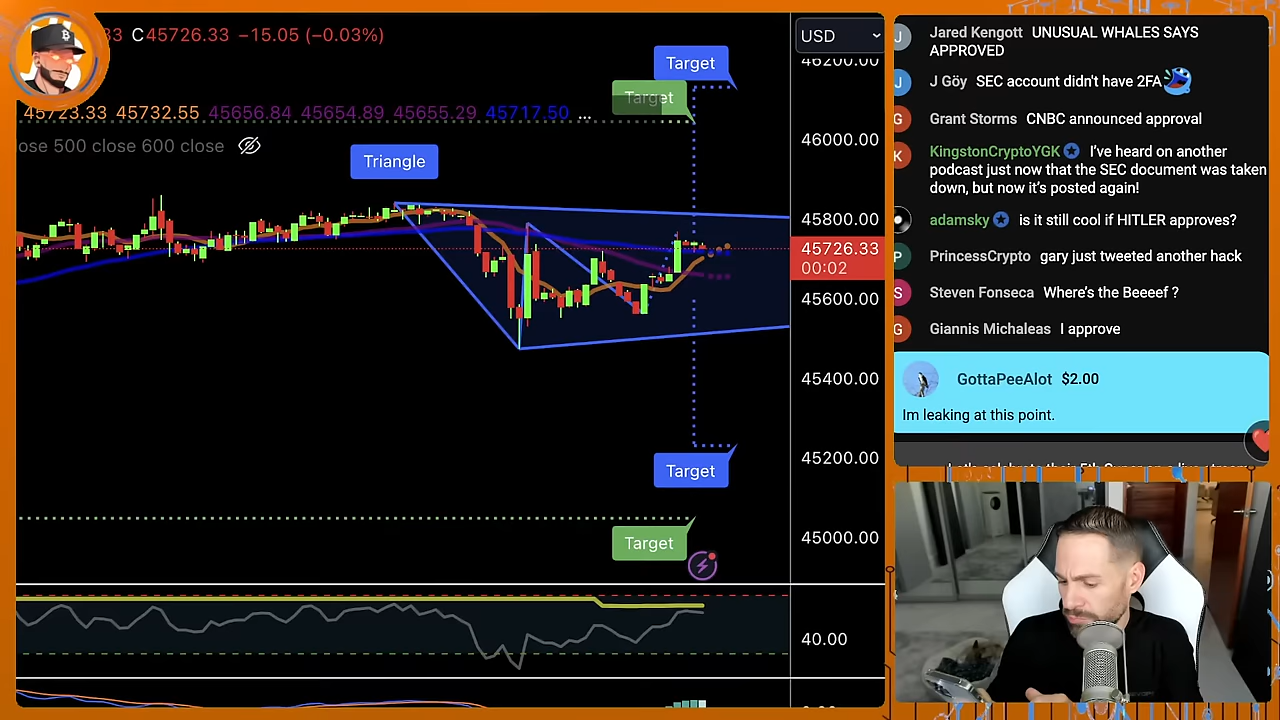 33 C45726.33 −15.05 (−0.03%)
45723.33 45732.55 45656.84 45654.89 45655.29 45717.50 ...
ose 500 close 600 close
Triangle
Target
Target
Target
Target
USD
46200.00
46000.00
45800.00
45726.33
00:02
45600.00
45400.00
45200.00
45000.00
40.00
J
Jared Kengott UNUSUAL WHALES SAYS
APPROVED
J
J Göy SEC account didn't have 2FA
G
Grant Storms CNBC announced approval
K
KingstonCryptoYGK I've heard on another
podcast just now that the SEC document was taken
down, but now it's posted again!
adamsky is it still cool if HITLER approves?
P
PrincessCrypto gary just tweeted another hack
S
Steven Fonseca Where's the Beeeef ?
G
Giannis Michaleas I approve
GottaPeeAlot $2.00
Im leaking at this point.